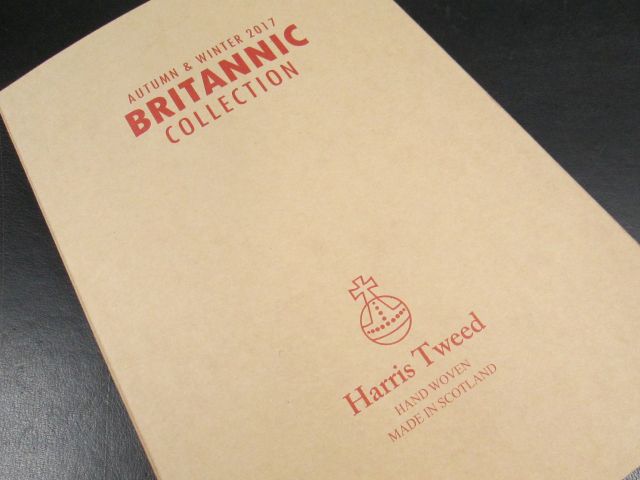 AUTUMN & WINTER 2017
BRITANNIC
COLLECTION
Harris Tweed
HAND WOVEN
MADE IN SCOTLAND